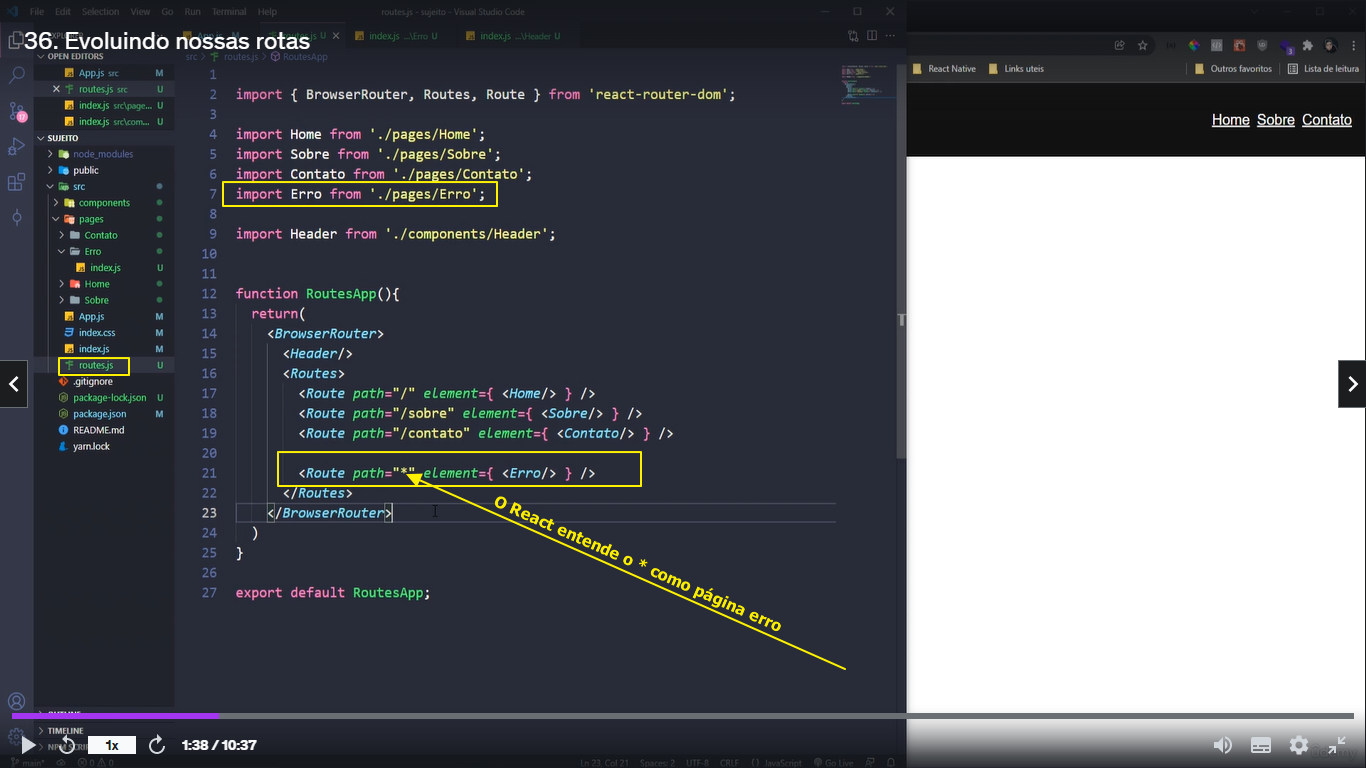 File Edit Selection View Go Run Terminal Help
routes.js - sujeito - Visual Studio Code
36. Evoluindo nossas rotas
index.js ...\Erro U
index.js ...\Header U
src > routes.js > RoutesApp
OPEN EDITORS
App.js src M
routes.js src U
index.js src\page... U
index.js src\com... U
SUJEITO
node_modules
public
src
components
pages
Contato
Erro
index.js U
Home
Sobre
App.js M
index.css M
index.js M
routes.js U
.gitignore
package-lock.json U
package.json M
README.md
yarn.lock
1
2 import { BrowserRouter, Routes, Route } from 'react-router-dom';
3
4 import Home from './pages/Home';
5 import Sobre from './pages/Sobre';
6 import Contato from './pages/Contato';
7 import Erro from './pages/Erro';
8
9 import Header from './components/Header';
10
11
12 function RoutesApp(){
13 return(
14 <BrowserRouter>
15 <Header/>
16 <Routes>
17 <Route path="/" element={ <Home/> } />
18 <Route path="/sobre" element={ <Sobre/> } />
19 <Route path="/contato" element={ <Contato/> } />
20
21 <Route path="*" element={ <Erro/> } />
22 </Routes>
23 </BrowserRouter>
24 )
25 }
26
27 export default RoutesApp;
O React entende o * como página erro
React Native
Links uteis
Outros favoritos
Lista de leitura
Home Sobre Contato
OUTLINE
TIMELINE
1x
1:38 / 10:37
main*
0 0
Ln 23, Col 21 Spaces: 2 UTF-8 CRLF JavaScript Go Live